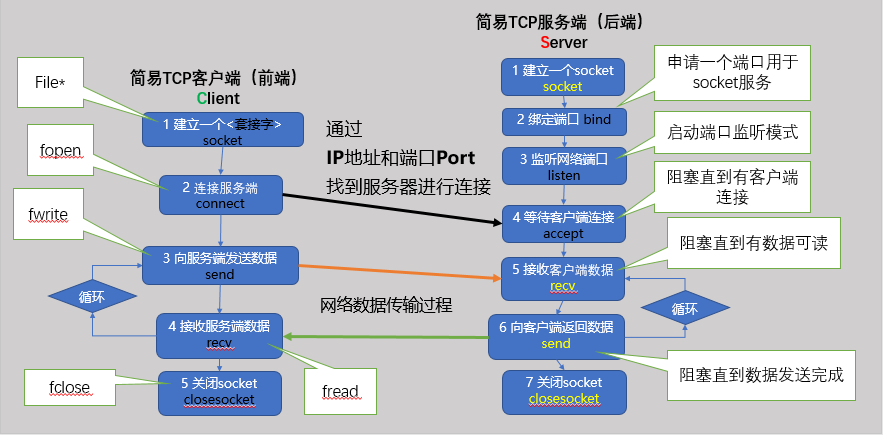 简易TCP服务端（后端）
Server
简易TCP客户端（前端）
Client
File*
1 建立一个<套接字>
socket
fopen
2 连接服务端
connect
fwrite
3 向服务端发送数据
send
循环
4 接收服务端数据
recv
fclose
5 关闭socket
closesocket
fread
通过
IP地址和端口Port
找到服务器进行连接
网络数据传输过程
1 建立一个socket
socket
申请一个端口用于
socket服务
2 绑定端口 bind
启动端口监听模式
3 监听网络端口
listen
阻塞直到有客户端
连接
4 等待客户端连接
accept
阻塞直到有数据可读
5 接收客户端数据
recv
循环
6 向客户端返回数据
send
阻塞直到数据发送完成
7 关闭socket
closesocket